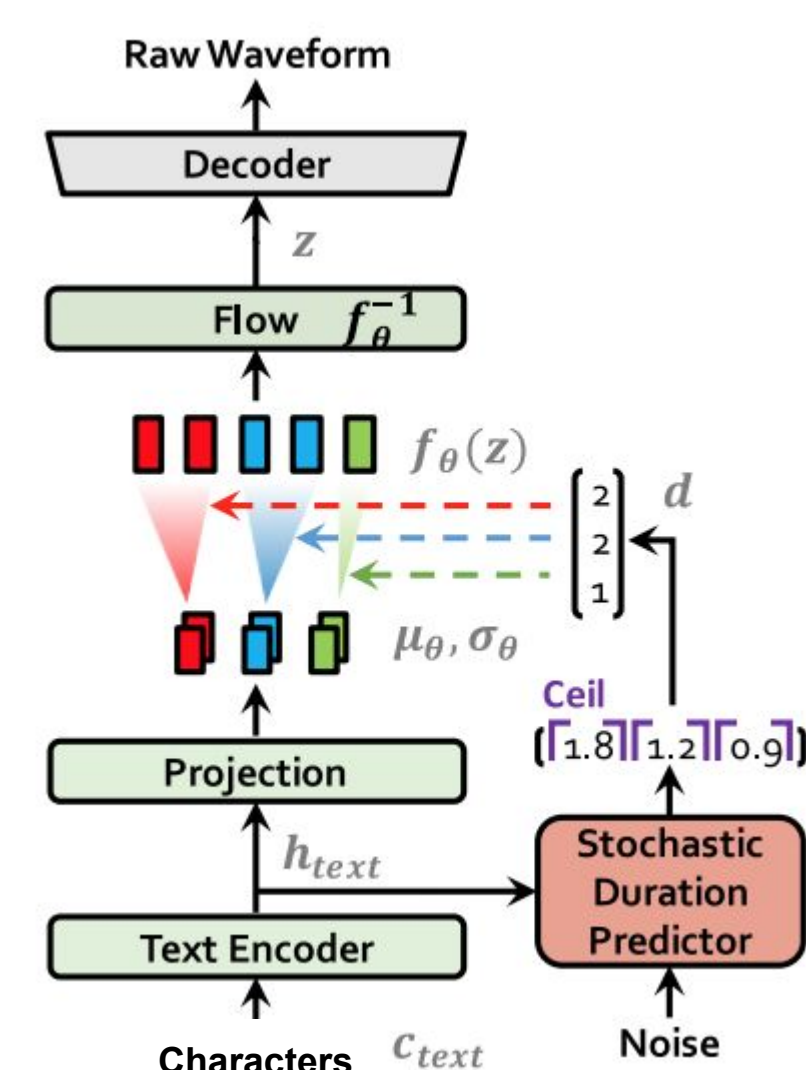 Raw Waveform
Decoder
z
Flow f_θ^{-1}
f_θ(z)
2
2
1
d
μ_θ, σ_θ
Ceil
(⌈1.8⌉⌈1.2⌉⌈0.9⌉)
Projection
h_text
Stochastic
Duration
Predictor
Text Encoder
Noise
Characters c_text